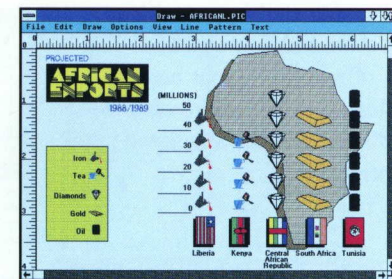 Draw - AFRICANL.PIC
File Edit Draw Options View Line Pattern Text
PROJECTED
AFRICAN
EXPORTS
1988/1989
(MILLIONS)
50
40
30
20
10
0
Iron
Tea
Diamonds
Gold
Oil
Liberia
Kenya
Central
African
Republic
South Africa
Tunisia